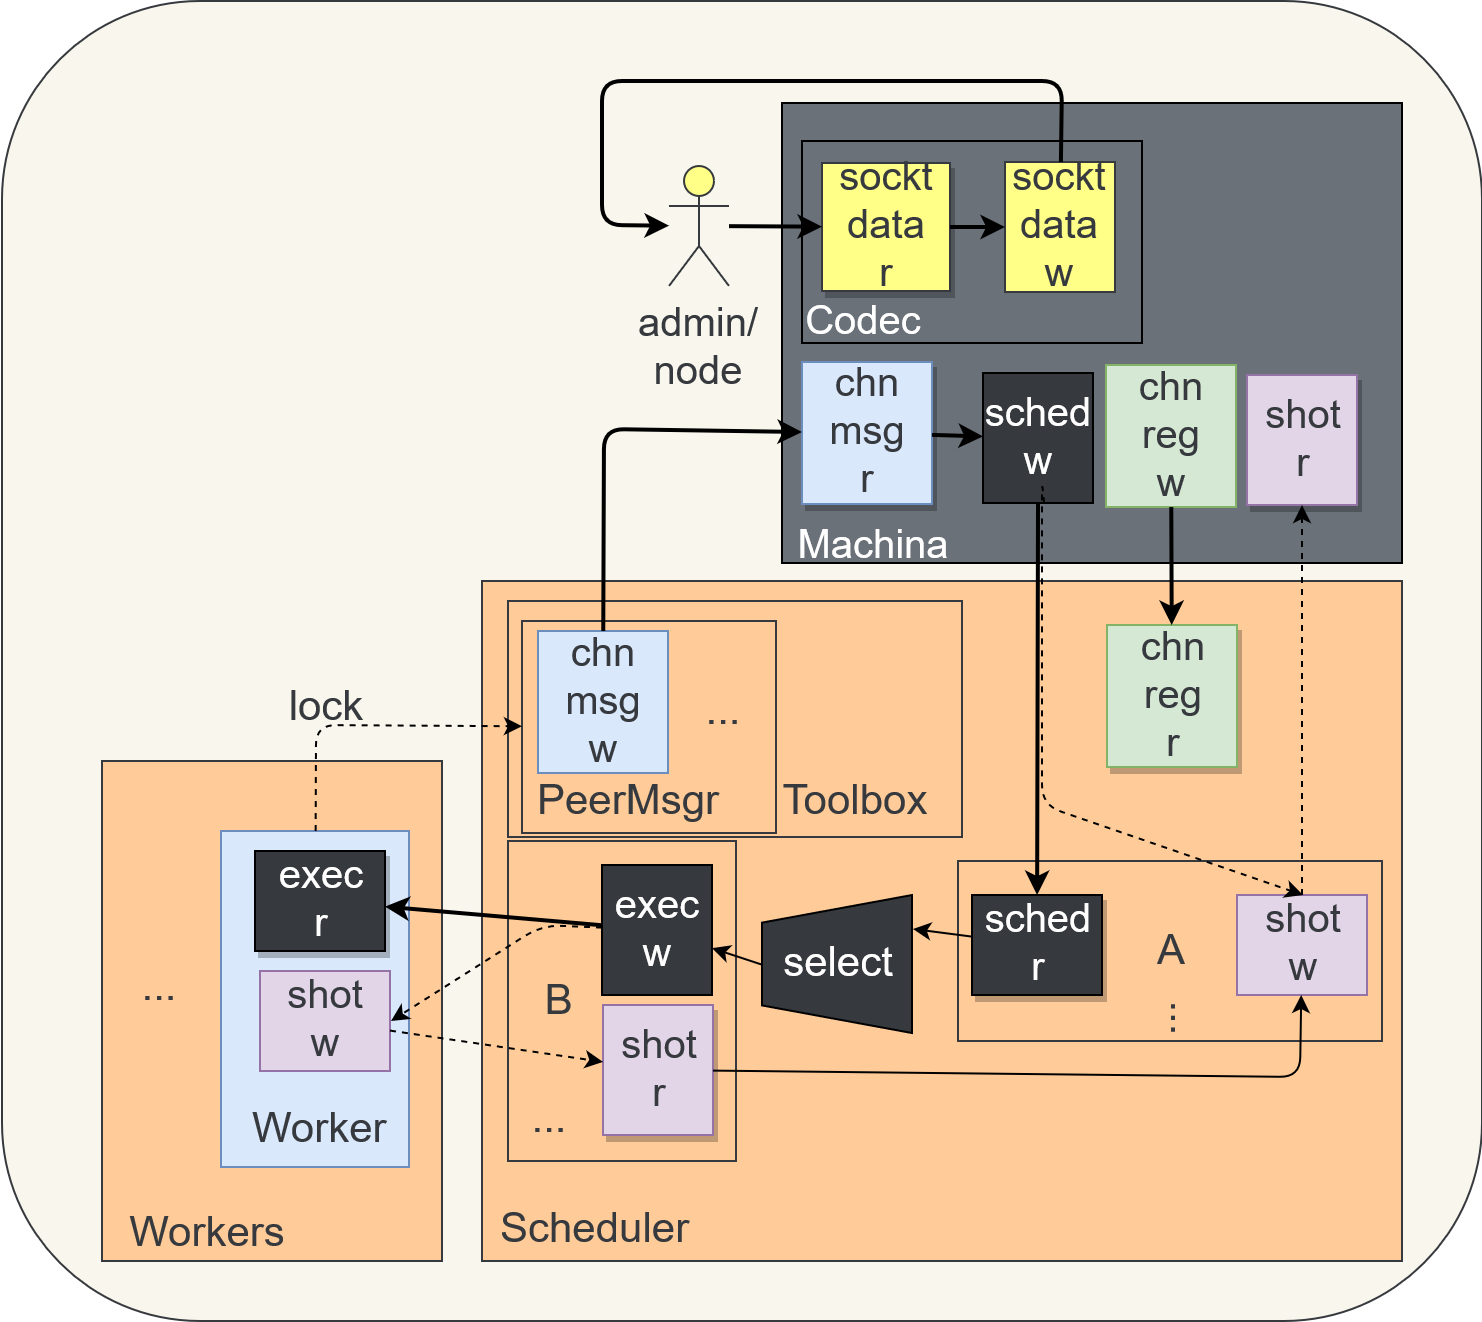 sockt
data
r
sockt
data
w
Codec
admin/
node
chn
msg
r
sched
w
chn
reg
w
shot
r
Machina
chn
msg
w
...
PeerMsgr
Toolbox
chn
reg
r
lock
exec
r
shot
w
...
Worker
Workers
exec
w
B
shot
r
...
select
sched
r
A
...
shot
w
Scheduler